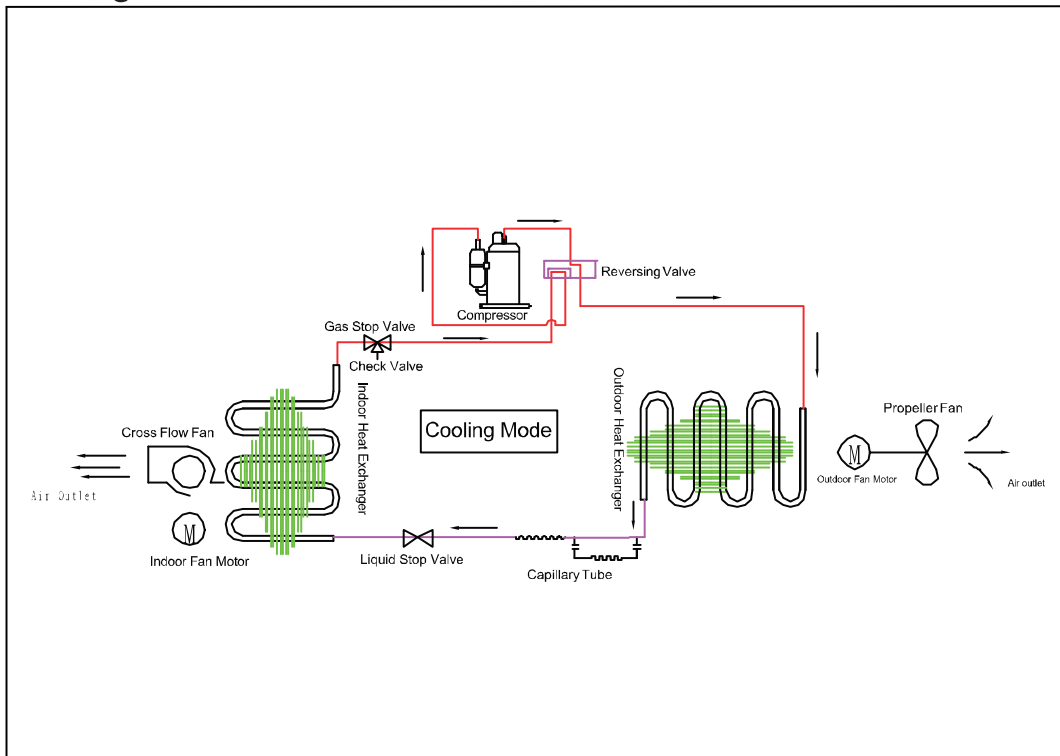 Reversing Valve
Compressor
Gas Stop Valve
Check Valve
Indoor Heat Exchanger
Outdoor Heat Exchanger
Cooling Mode
Cross Flow Fan
Propeller Fan
M
Outdoor Fan Motor
Air outlet
Air Outlet
M
Indoor Fan Motor
Liquid Stop Valve
Capillary Tube